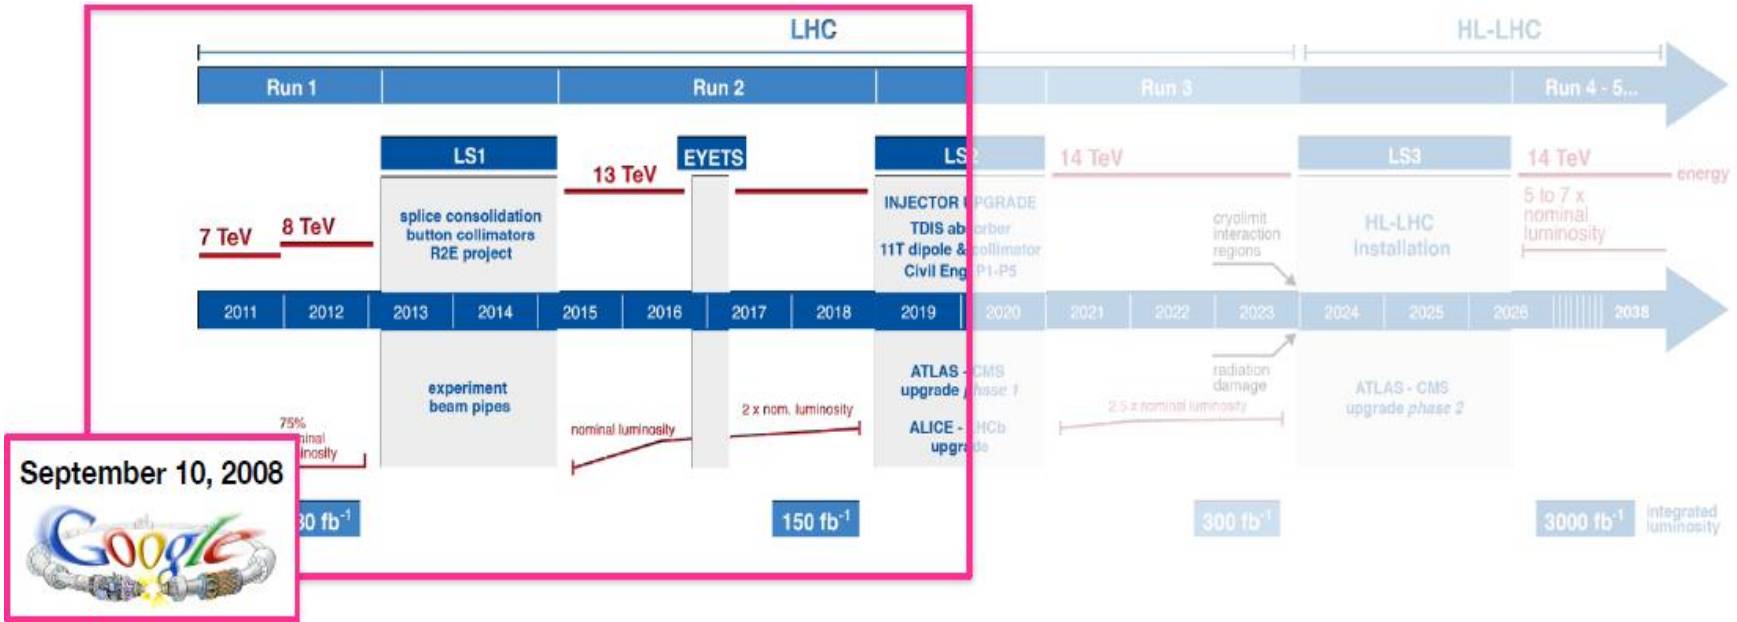 LHC
HL-LHC
Run 1
Run 2
Run 3
Run 4 - 5...
LS1
EYETS
LS2
14 TeV
LS3
14 TeV
energy
13 TeV
7 TeV
8 TeV
splice consolidation
button collimators
R2E project
INJECTOR UPGRADE
TDIS absorber
11T dipole & collimator
Civil Eng. P1-P5
cryolimit
interaction
regions
HL-LHC
installation
5 to 7 x
nominal
luminosity
2011
2012
2013
2014
2015
2016
2017
2018
2019
2020
2021
2022
2023
2024
2025
2026
2038
75%
experiment
beam pipes
nominal luminosity
2 x nom. luminosity
ATLAS - CMS
upgrade phase 1
ALICE - LHCb
upgrade
radiation
damage
2.5 x nominal luminosity
ATLAS - CMS
upgrade phase 2
September 10, 2008
Google
fb-1
150 fb-1
300 fb-1
3000 fb-1
integrated
luminosity